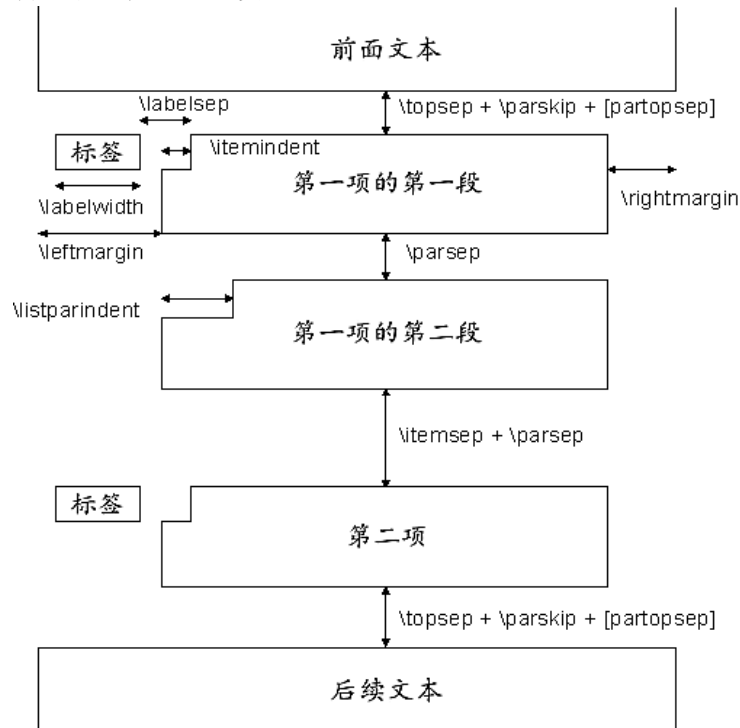 前面文本
\labelsep
\topsep + \parskip + [partopsep]
标签
\itemindent
第一项的第一段
\labelwidth
\rightmargin
\leftmargin
\parsep
\listparindent
第一项的第二段
\itemsep + \parsep
标签
第二项
\topsep + \parskip + [partopsep]
后续文本